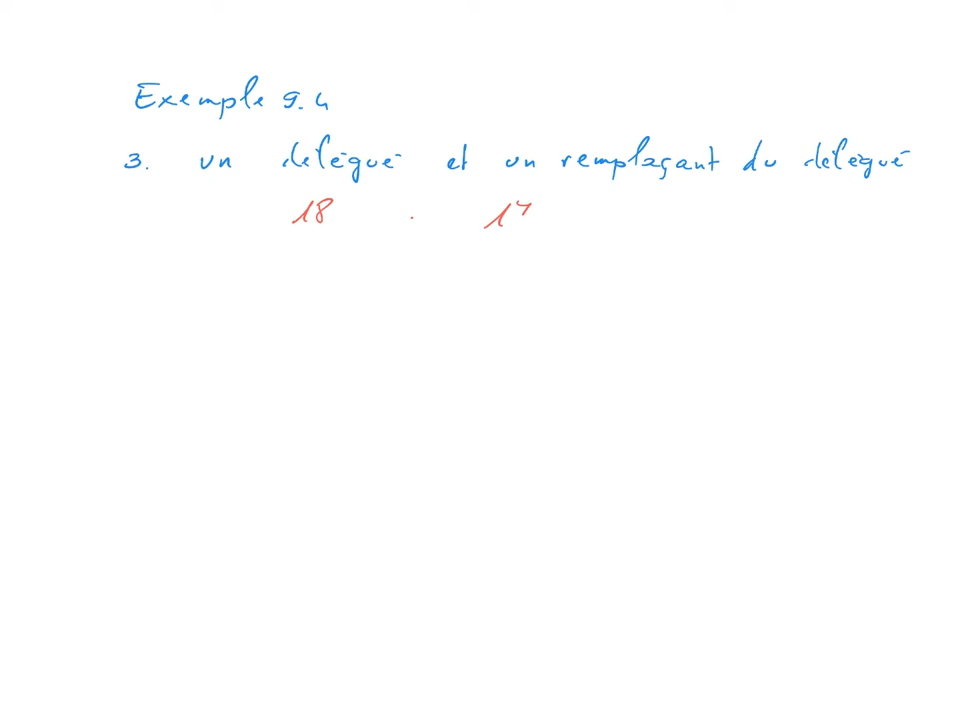 Exemple 9.4
3. un délégué et un remplaçant du délégué
18 . 17